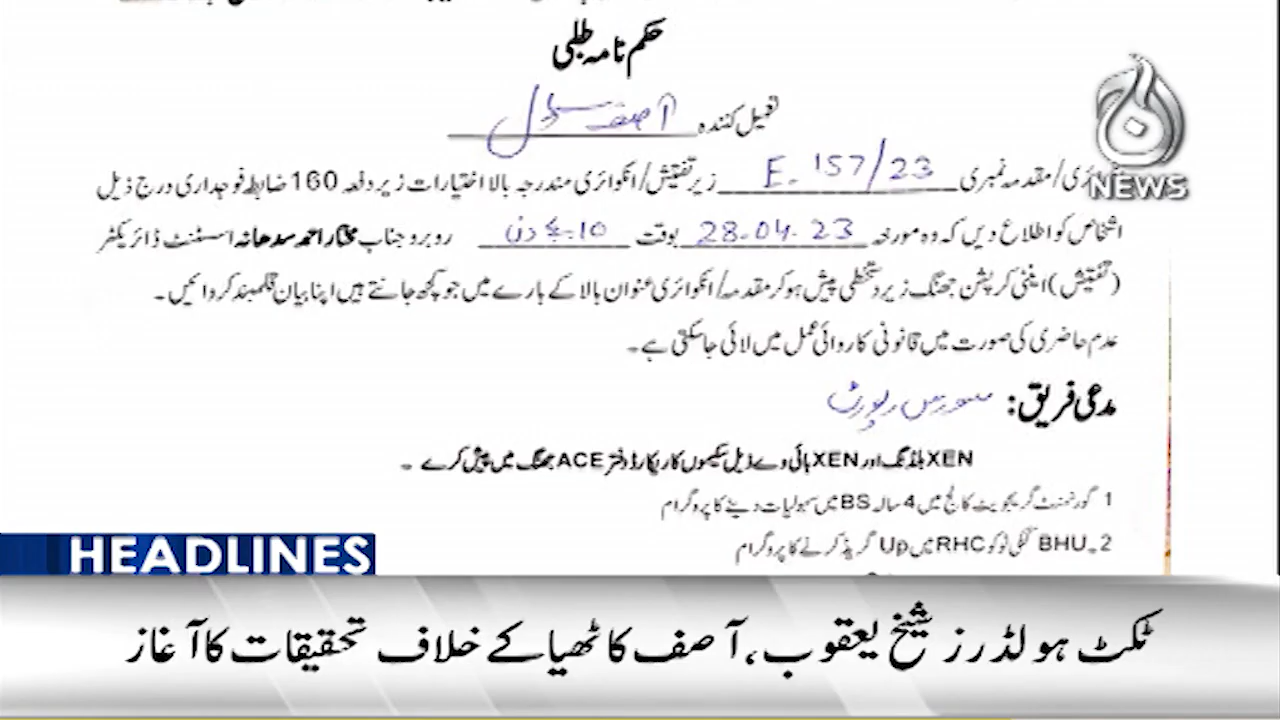 حکم نامہ طلبی
تعمیل کنندہ آصف
انکوائری/مقدمہ نمبری E. 157/23 زیر تفتیش/انکوائری مندرجہ بالا اختیارات زیر دفعہ 160 ضابطہ فوجداری درج ذیل
اشخاص کو اطلاع دیں کہ وہ مورخہ 28.04.23 بوقت 10 بجے دن روبرو جناب مختار احمد سدھانہ اسسٹنٹ ڈائریکٹر
(تفتیش) اینٹی کرپشن جھنگ زیر دستخطی پیش ہو کر مقدمہ/انکوائری عنوان بالا کے بارے میں جو کچھ جانتے ہیں اپنا بیان قلمبند کروائیں۔
عدم حاضری کی صورت میں قانونی کاروائی عمل میں لائی جاسکتی ہے۔
مدعی فریق: سورس رپورٹ
XEN بلڈنگ اور XEN ہائی وے ذیل سکیموں کا ریکارڈ دفتر ACE جھنگ میں پیش کرے۔
1 گورنمنٹ گریجویٹ کالج میں 4 سالہ BS میں سہولیات دینے کا پروگرام
2۔ BHU کو RHC میں Up گریڈ کرنے کا پروگرام
آج
NEWS
HEADLINES
ٹکٹ ہولڈرز شیخ یعقوب، آصف کاٹھیا کے خلاف تحقیقات کا آغاز